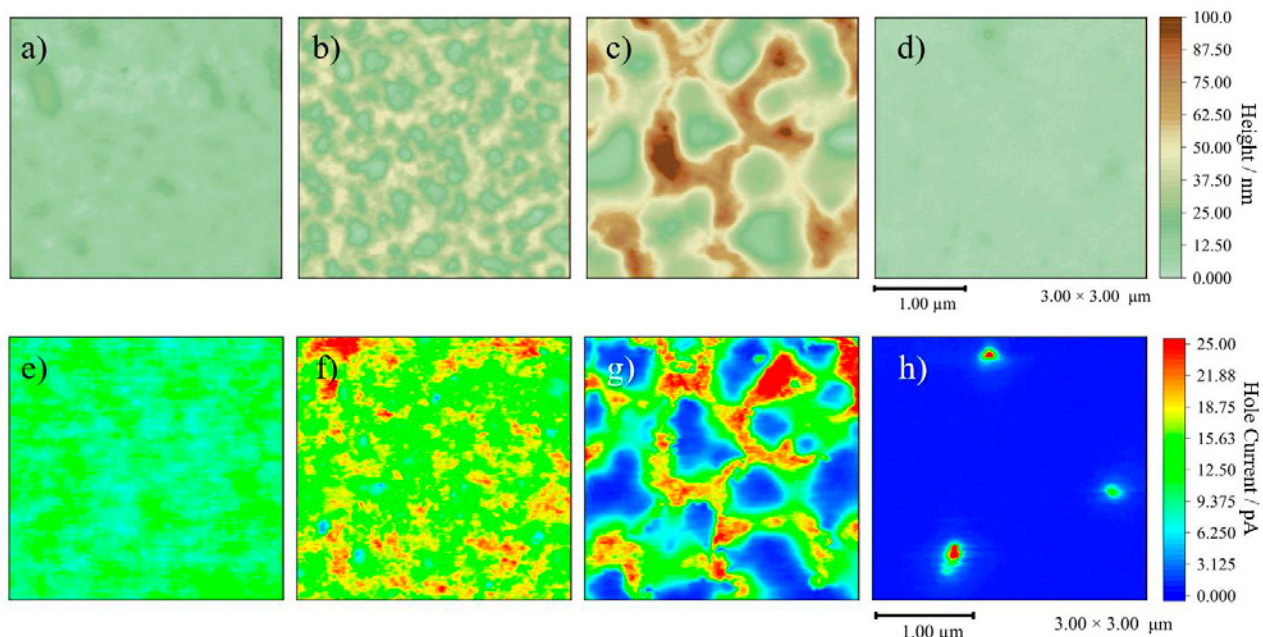 a)
b)
c)
d)
100.0
87.50
75.00
62.50
50.00
37.50
25.00
12.50
0.000
Height / nm
1.00 µm
3.00 × 3.00 µm
e)
f)
g)
h)
25.00
21.88
18.75
15.63
12.50
9.375
6.250
3.125
0.000
Hole Current / pA
1.00 µm
3.00 × 3.00 µm